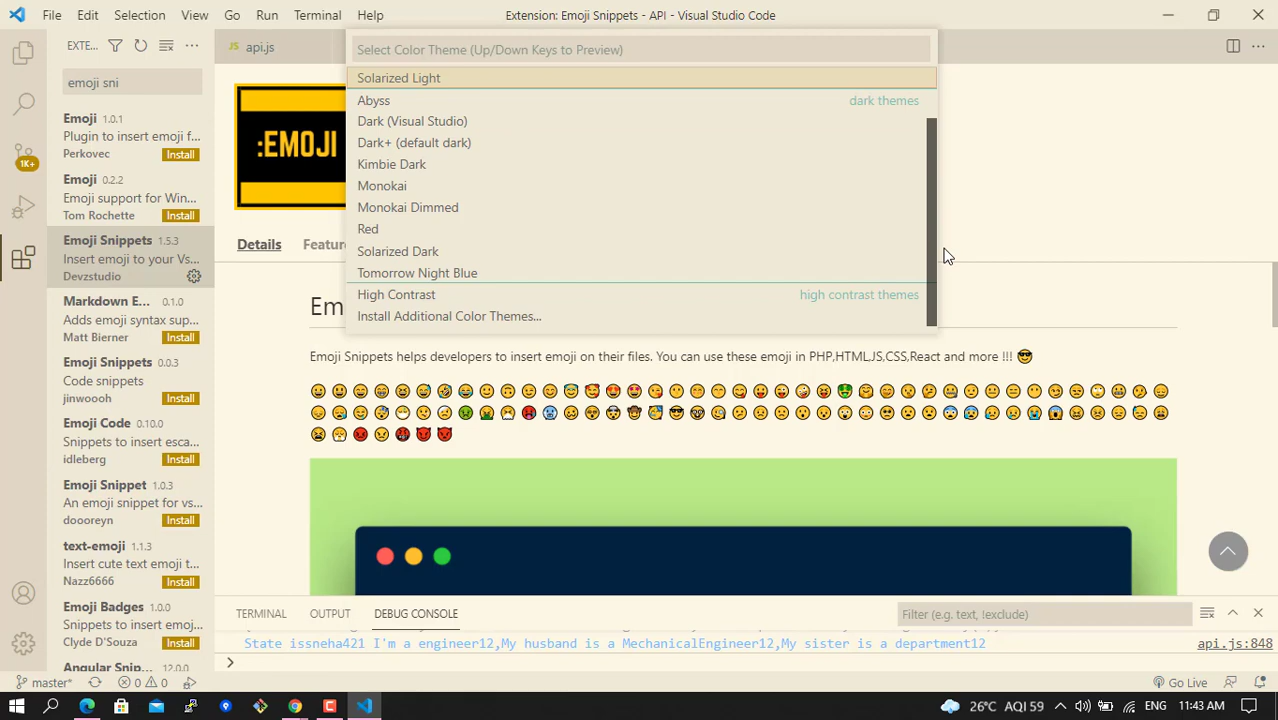 File Edit Selection View Go Run Terminal Help Extension: Emoji Snippets - API - Visual Studio Code
EXTE...
api.js
Select Color Theme (Up/Down Keys to Preview)
emoji sni
Solarized Light
Abyss dark themes
Dark (Visual Studio)
Dark+ (default dark)
Kimbie Dark
Monokai
Monokai Dimmed
Red
Solarized Dark
Tomorrow Night Blue
High Contrast high contrast themes
Install Additional Color Themes...
:EMOJI
Emoji 1.0.1
Plugin to insert emoji f...
Perkovec Install
Emoji 0.2.2
Emoji support for Win...
Tom Rochette Install
Emoji Snippets 1.5.3
Insert emoji to your Vs...
Devzstudio
Markdown E... 0.1.0
Adds emoji syntax sup...
Matt Bierner Install
Emoji Snippets 0.0.3
Code snippets
jinwoooh Install
Emoji Code 0.10.0
Snippets to insert esca...
idleberg Install
Emoji Snippet 1.0.3
An emoji snippet for vs...
doooreyn Install
text-emoji 1.1.3
Insert cute text emoji t...
Nazz6666 Install
Emoji Badges 1.0.0
Snippets to insert emoj...
Clyde D'Souza Install
Angular Snip... 12.0.0
1K+
Details Featur
Em
Emoji Snippets helps developers to insert emoji on their files. You can use these emoji in PHP,HTML,JS,CSS,React and more !!!
TERMINAL OUTPUT DEBUG CONSOLE Filter (e.g. text, !exclude)
State issneha421 I'm a engineer12,My husband is a MechanicalEngineer12,My sister is a department12 api.js:848
master* 0 0 Go Live
26°C AQI 59 ENG 11:43 AM